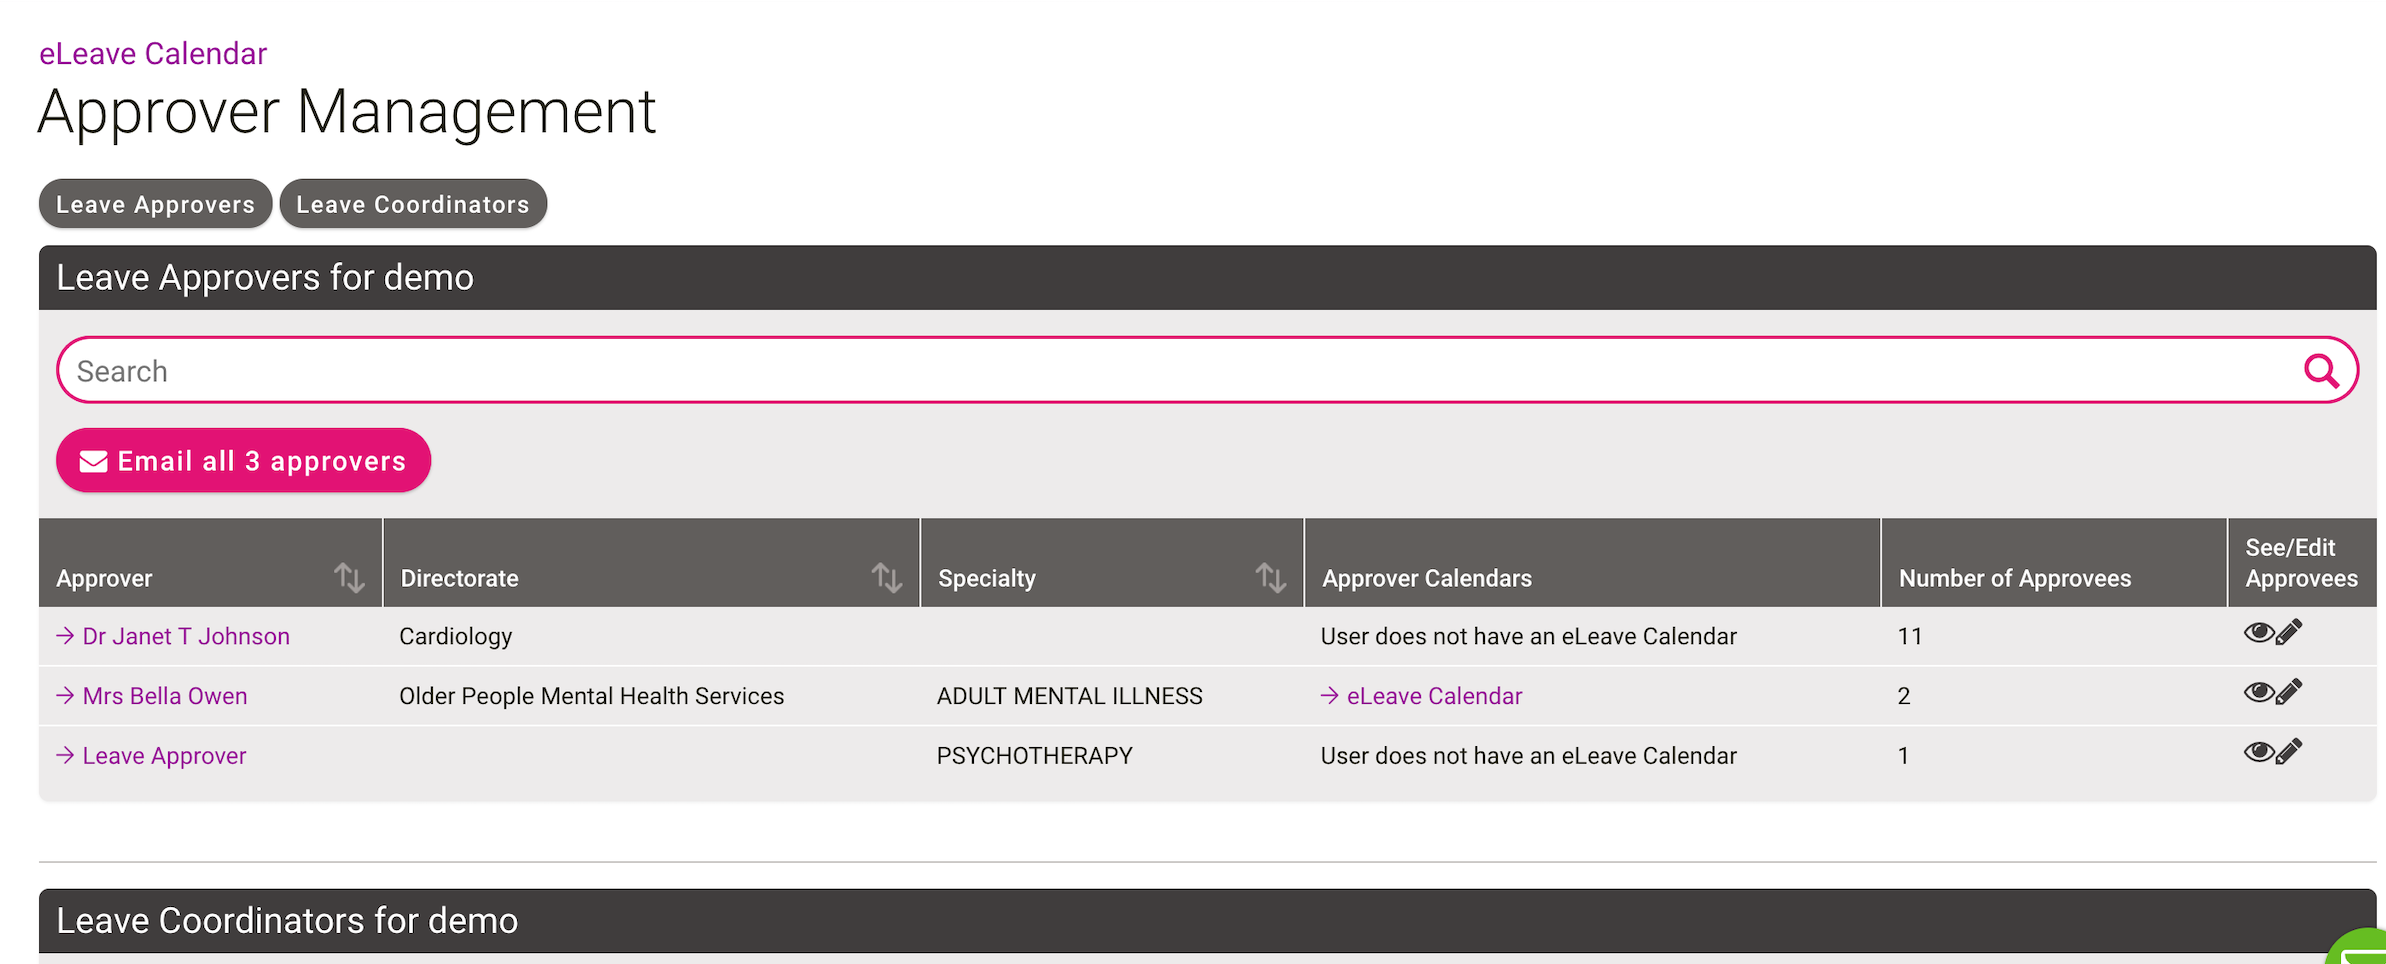 eLeave Calendar
Approver Management
Leave Approvers Leave Coordinators
Leave Approvers for demo
Search
Email all 3 approvers
Approver Directorate Specialty Approver Calendars Number of Approvees See/Edit Approvees
Dr Janet T Johnson Cardiology User does not have an eLeave Calendar 11
Mrs Bella Owen Older People Mental Health Services ADULT MENTAL ILLNESS eLeave Calendar 2
Leave Approver PSYCHOTHERAPY User does not have an eLeave Calendar 1
Leave Coordinators for demo